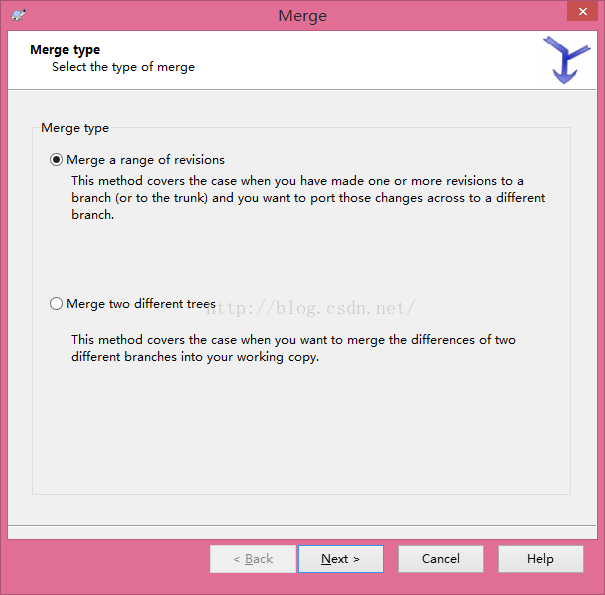 Merge
Merge type
Select the type of merge
Merge type
Merge a range of revisions
This method covers the case when you have made one or more revisions to a
branch (or to the trunk) and you want to port those changes across to a different
branch.
Merge two different trees
http://blog.csdn.net/
This method covers the case when you want to merge the differences of two
different branches into your working copy.
< Back
Next >
Cancel
Help